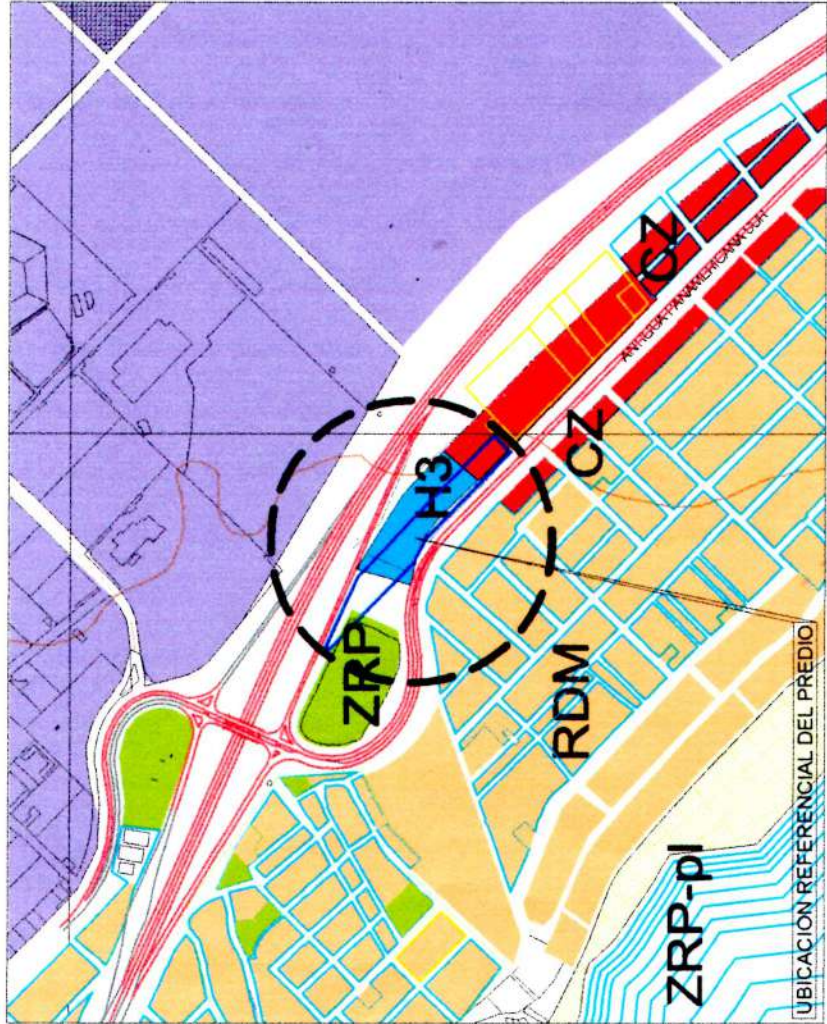 CZ
ANTIGUA PANAMERICANA SUR
CZ
H3
ZRP
RDM
ZRP-pl
UBICACION REFERENCIAL DEL PREDIO